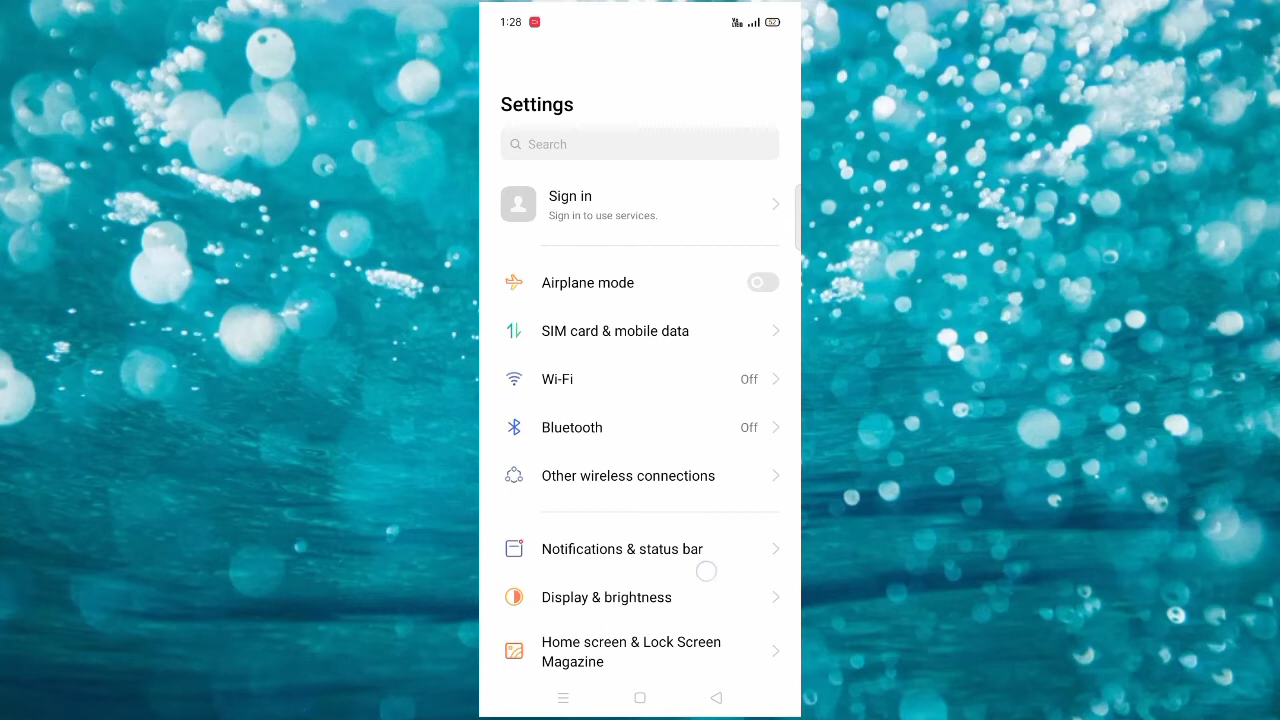 1:28
52
Settings
Search
Sign in
Sign in to use services.
Airplane mode
SIM card & mobile data
Wi-Fi Off
Bluetooth Off
Other wireless connections
Notifications & status bar
Display & brightness
Home screen & Lock Screen
Magazine